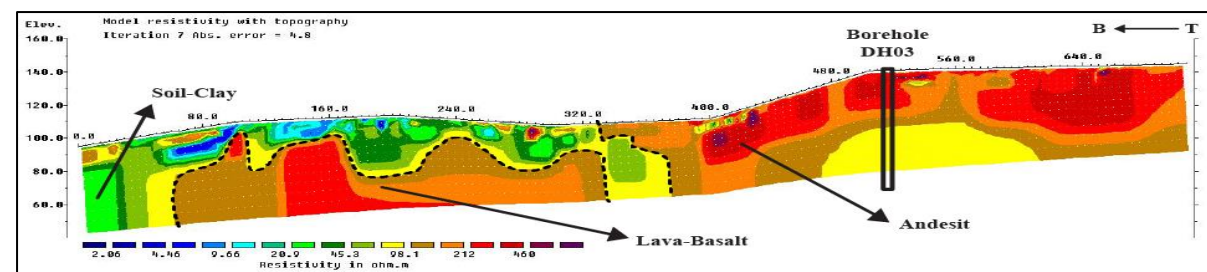 Elev.
Model resistivity with topography
Iteration 7 Abs. error = 4.8
160.0
140.0
120.0
100.0
80.0
60.0
Soil-Clay
0.0
80.0
160.0
240.0
320.0
400.0
480.0
560.0
640.0
Borehole
DH03
B T
Lava-Basalt
Andesit
2.06 4.46 9.66 20.9 45.3 98.1 212 460
Resistivity in ohm.m